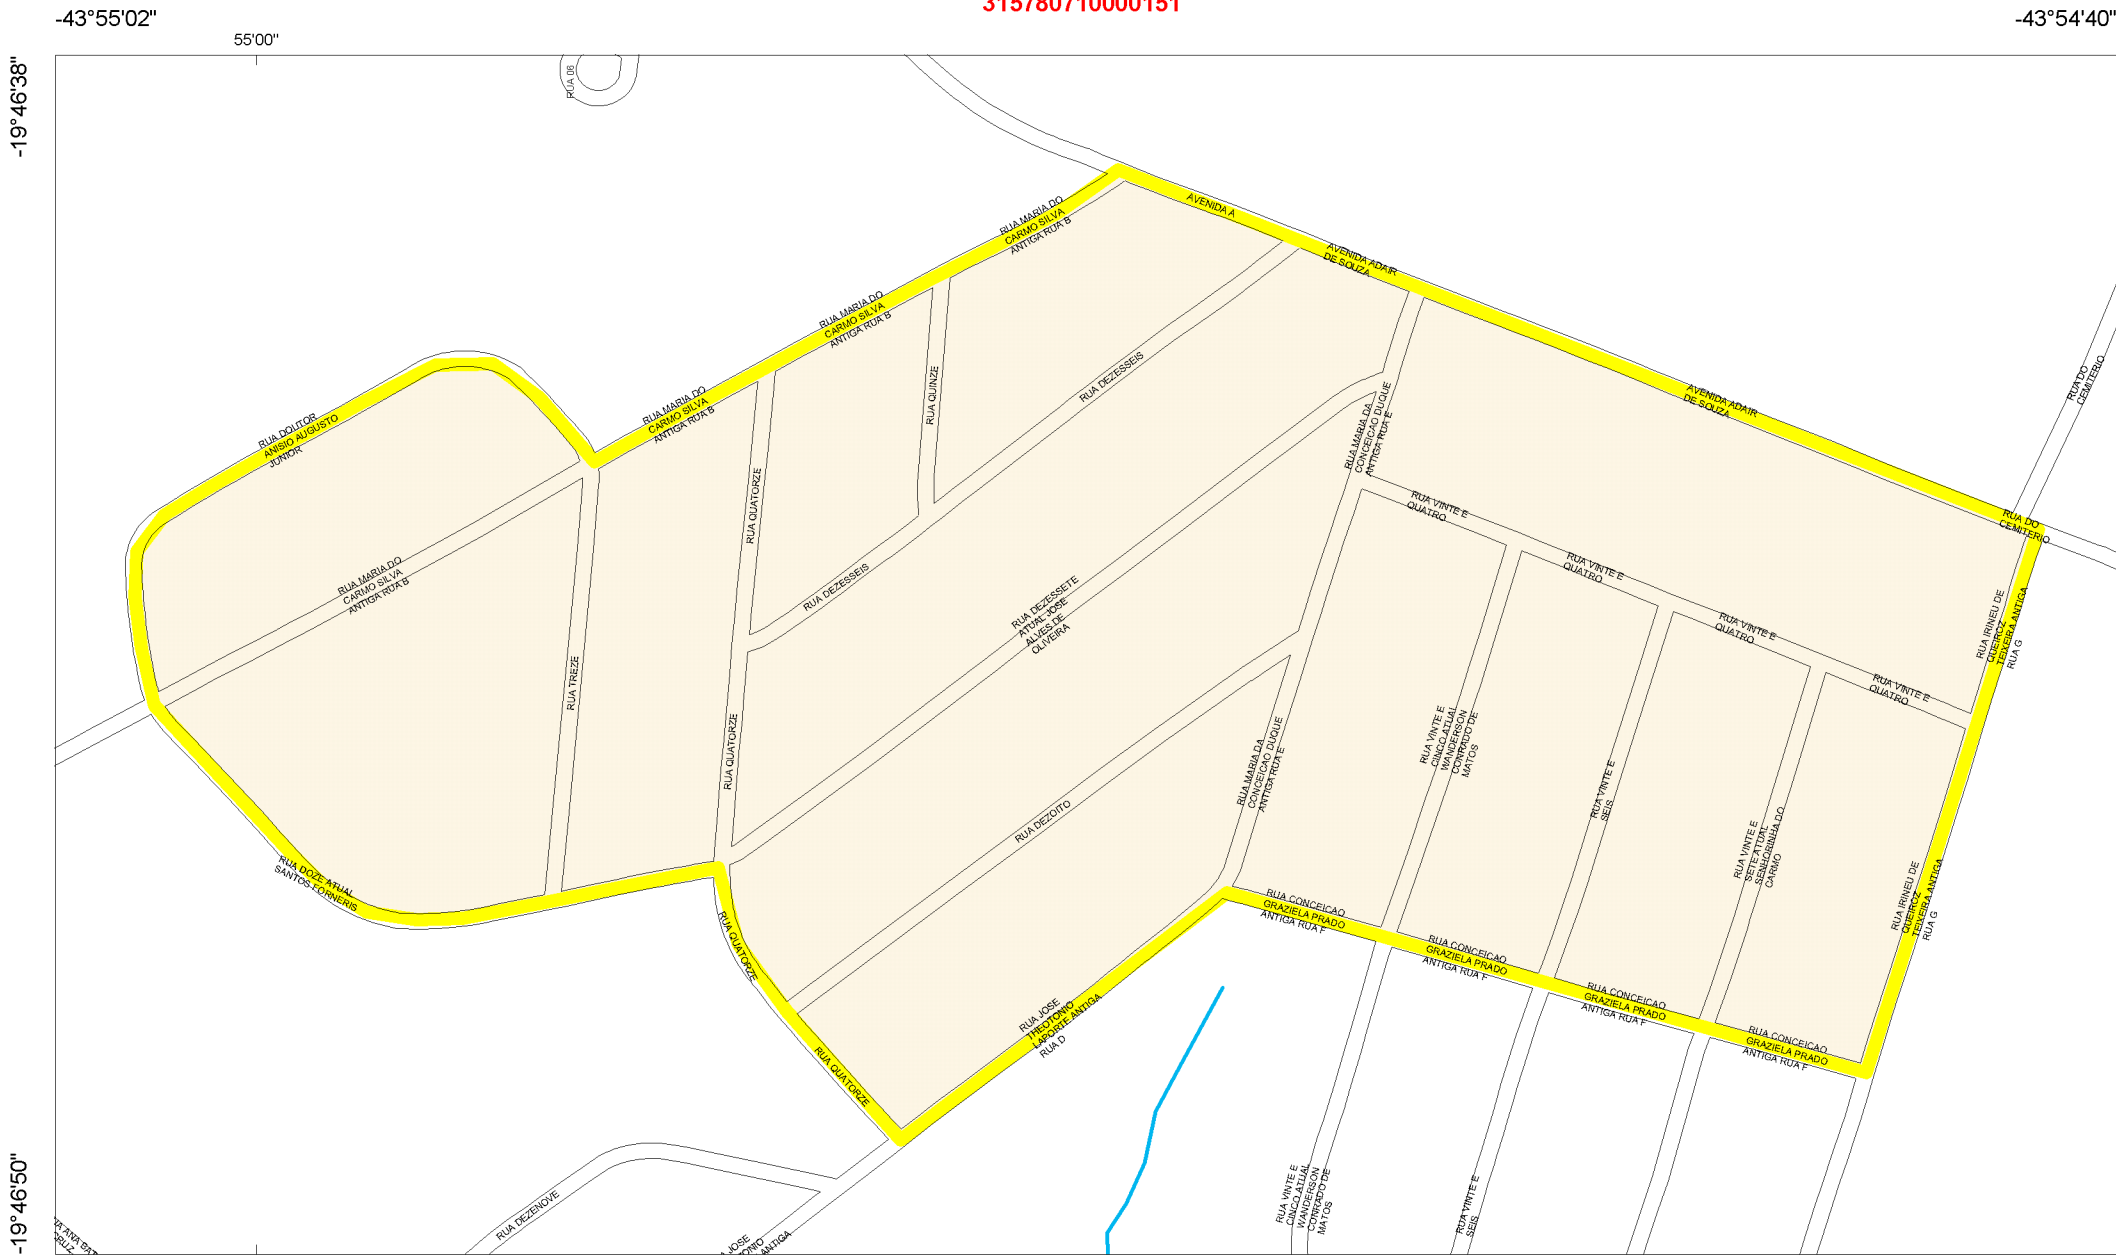 315780710000151
-43°55'02"
-43°54'40"
55'00"
-19°46'38"
-19°46'50"
RUA 06
RUA MARIA DO
CARMO SILVA
ANTIGA RUA B
AVENIDA A
AVENIDA ADAIR
DE SOUZA
RUA MARIA DO
CARMO SILVA
ANTIGA RUA B
RUA QUINZE
RUA DEZESSEIS
RUA MARIA DO
CARMO SILVA
ANTIGA RUA B
RUA DOUTOR
ANISIO AUGUSTO
JUNIOR
RUA MARIA DA
CONCEICAO DUQUE
ANTIGA RUA E
AVENIDA ADAIR
DE SOUZA
RUA DO
CEMITERIO
RUA QUATORZE
RUA VINTE E
QUATRO
RUA DO
CEMITERIO
RUA MARIA DO
CARMO SILVA
ANTIGA RUA B
RUA DEZESSEIS
RUA DEZESSETE
ATUAL JOSE
ALVES DE
OLIVEIRA
RUA VINTE E
QUATRO
RUA VINTE E
QUATRO
RUA IRINEU DE
QUEIROZ
TEIXEIRA ANTIGA
RUA G
RUA VINTE E
QUATRO
RUA TREZE
RUA QUATORZE
RUA DEZOITO
RUA MARIA DA
CONCEICAO DUQUE
ANTIGA RUA E
RUA VINTE E
CINCO ATUAL
WANDERSON
CONRADO DE
MATOS
RUA VINTE E
SEIS
RUA VINTE E
SETE ATUAL
SENHORINHA DO
CARMO
RUA IRINEU DE
QUEIROZ
TEIXEIRA ANTIGA
RUA G
RUA DOZE ATUAL
SANTOS FORNERIS
RUA QUATORZE
RUA CONCEICAO
GRAZIELA PRADO
ANTIGA RUA F
RUA CONCEICAO
GRAZIELA PRADO
ANTIGA RUA F
RUA CONCEICAO
GRAZIELA PRADO
ANTIGA RUA F
RUA CONCEICAO
GRAZIELA PRADO
ANTIGA RUA F
RUA JOSE
THEOTONIO
LAPORTE ANTIGA
RUA D
RUA QUATORZE
RUA DEZENOVE
RUA VINTE E
CINCO ATUAL
WANDERSON
CONRADO DE
MATOS
RUA VINTE E
SEIS
JOSE
ANTIGA
ANA